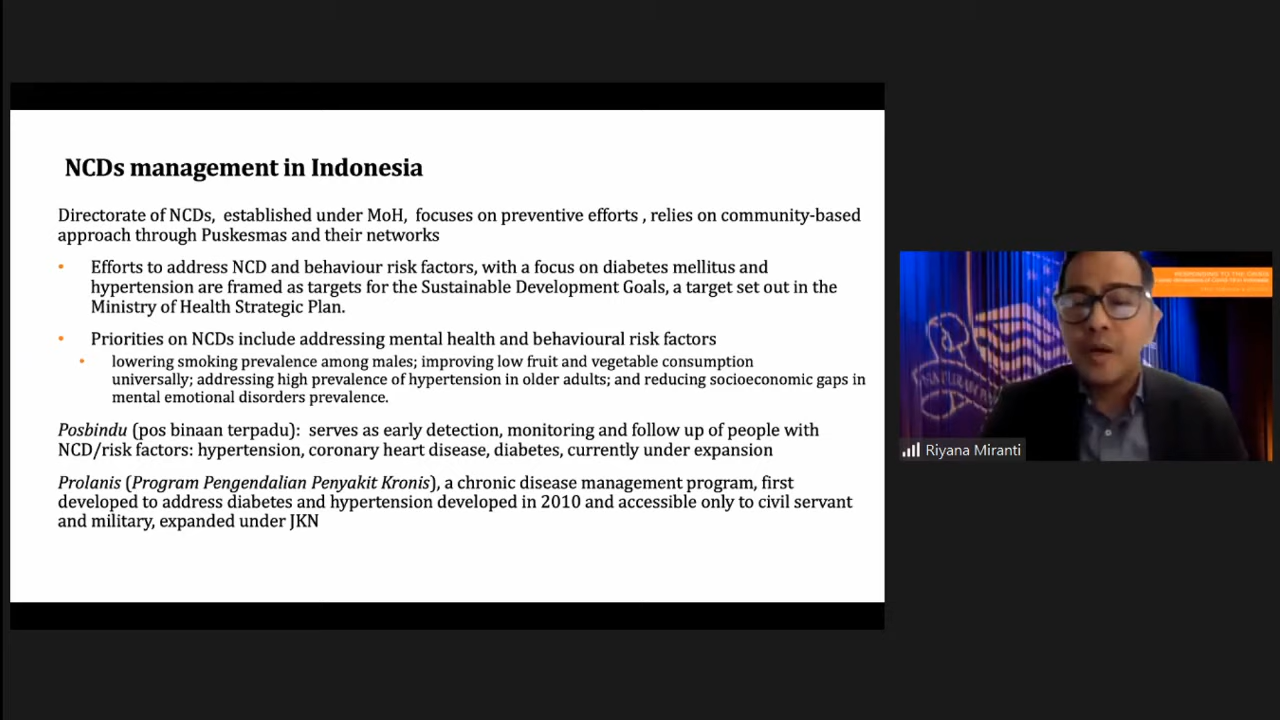 NCDs management in Indonesia
Directorate of NCDs, established under MoH, focuses on preventive efforts , relies on community-based
approach through Puskesmas and their networks
• Efforts to address NCD and behaviour risk factors, with a focus on diabetes mellitus and
hypertension are framed as targets for the Sustainable Development Goals, a target set out in the
Ministry of Health Strategic Plan.
• Priorities on NCDs include addressing mental health and behavioural risk factors
• lowering smoking prevalence among males; improving low fruit and vegetable consumption
universally; addressing high prevalence of hypertension in older adults; and reducing socioeconomic gaps in
mental emotional disorders prevalence.
Posbindu (pos binaan terpadu): serves as early detection, monitoring and follow up of people with
NCD/risk factors: hypertension, coronary heart disease, diabetes, currently under expansion
Prolanis (Program Pengendalian Penyakit Kronis), a chronic disease management program, first
developed to address diabetes and hypertension developed in 2010 and accessible only to civil servant
and military, expanded under JKN
Riyana Miranti